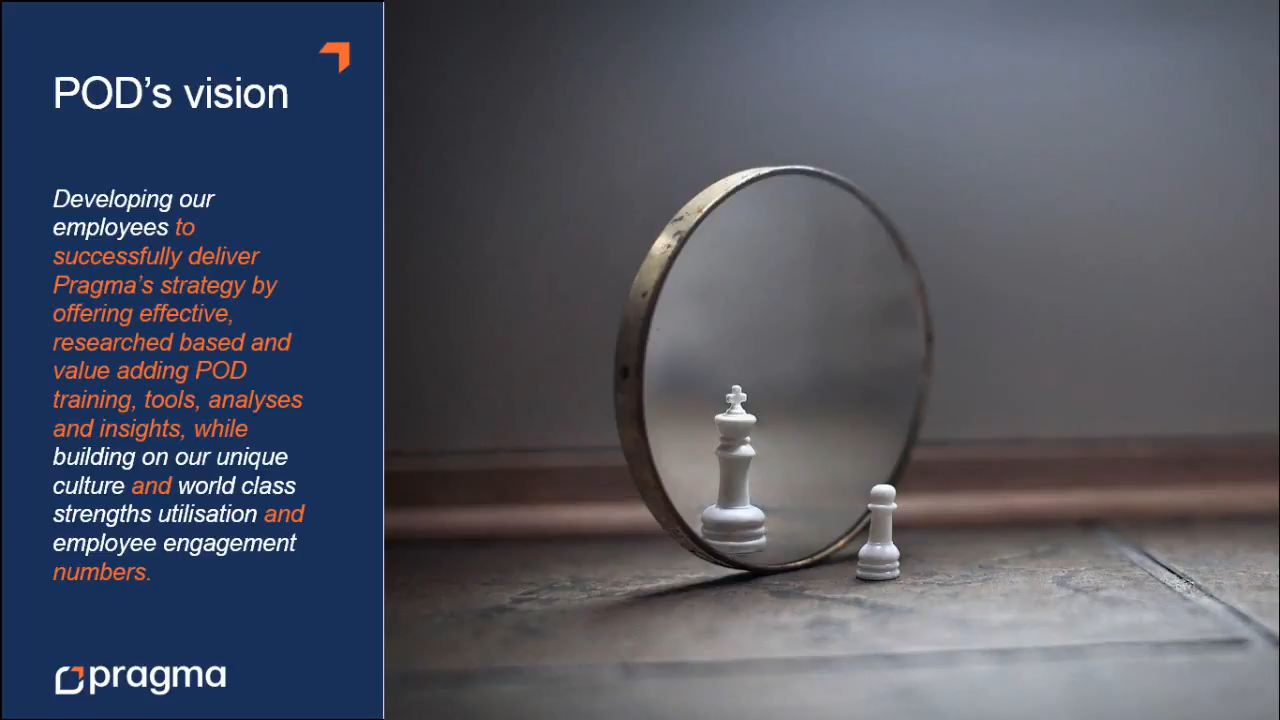 POD’s vision
Developing our
employees to
successfully deliver
Pragma’s strategy by
offering effective,
researched based and
value adding POD
training, tools, analyses
and insights, while
building on our unique
culture and world class
strengths utilisation and
employee engagement
numbers.
pragma